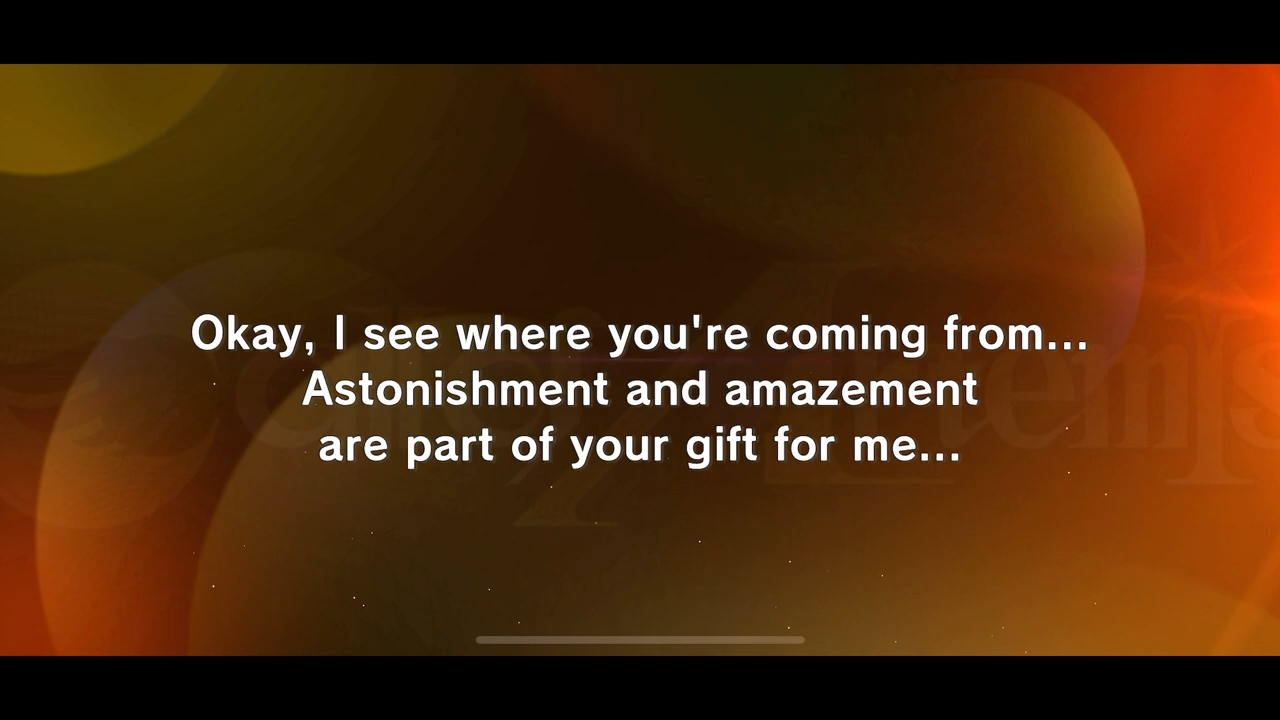 Okay, I see where you're coming from...
Astonishment and amazement
are part of your gift for me...